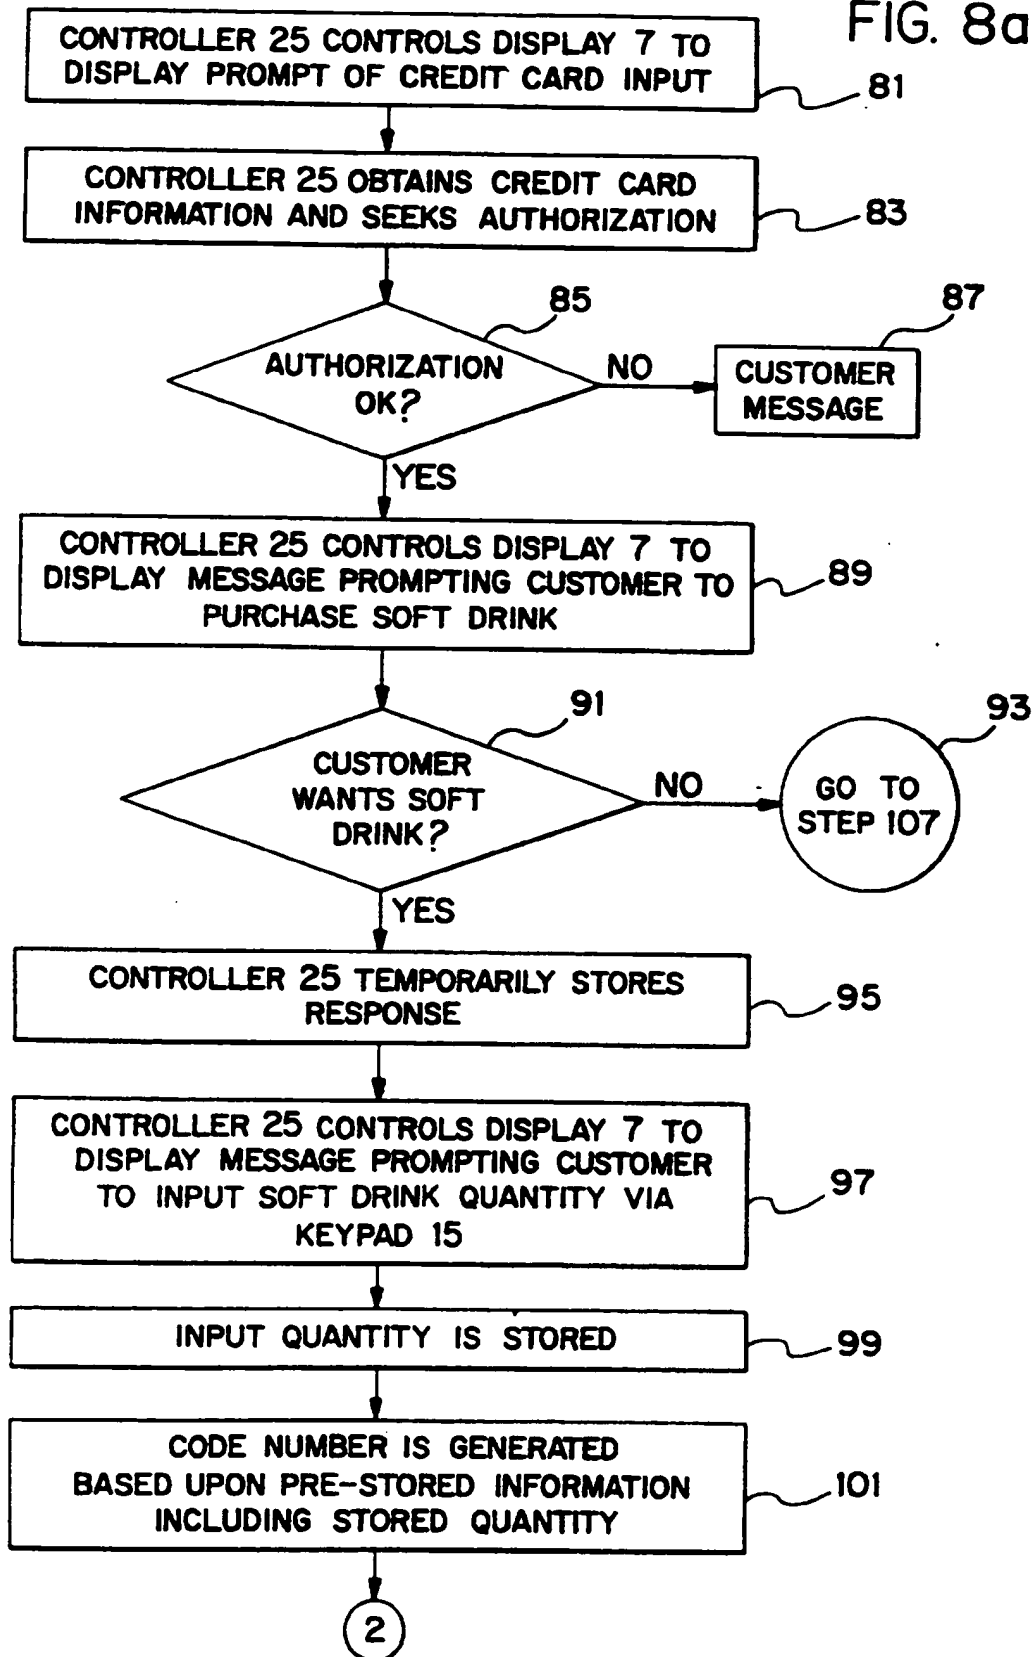 FIG. 8a
CONTROLLER 25 CONTROLS DISPLAY 7 TO
DISPLAY PROMPT OF CREDIT CARD INPUT
81
CONTROLLER 25 OBTAINS CREDIT CARD
INFORMATION AND SEEKS AUTHORIZATION
83
85
AUTHORIZATION
OK?
NO
87
CUSTOMER
MESSAGE
YES
CONTROLLER 25 CONTROLS DISPLAY 7 TO
DISPLAY MESSAGE PROMPTING CUSTOMER TO
PURCHASE SOFT DRINK
89
91
CUSTOMER
WANTS SOFT
DRINK?
NO
93
GO TO
STEP 107
YES
CONTROLLER 25 TEMPORARILY STORES
RESPONSE
95
CONTROLLER 25 CONTROLS DISPLAY 7 TO
DISPLAY MESSAGE PROMPTING CUSTOMER
TO INPUT SOFT DRINK QUANTITY VIA
KEYPAD 15
97
INPUT QUANTITY IS STORED
99
CODE NUMBER IS GENERATED
BASED UPON PRE-STORED INFORMATION
INCLUDING STORED QUANTITY
101
2